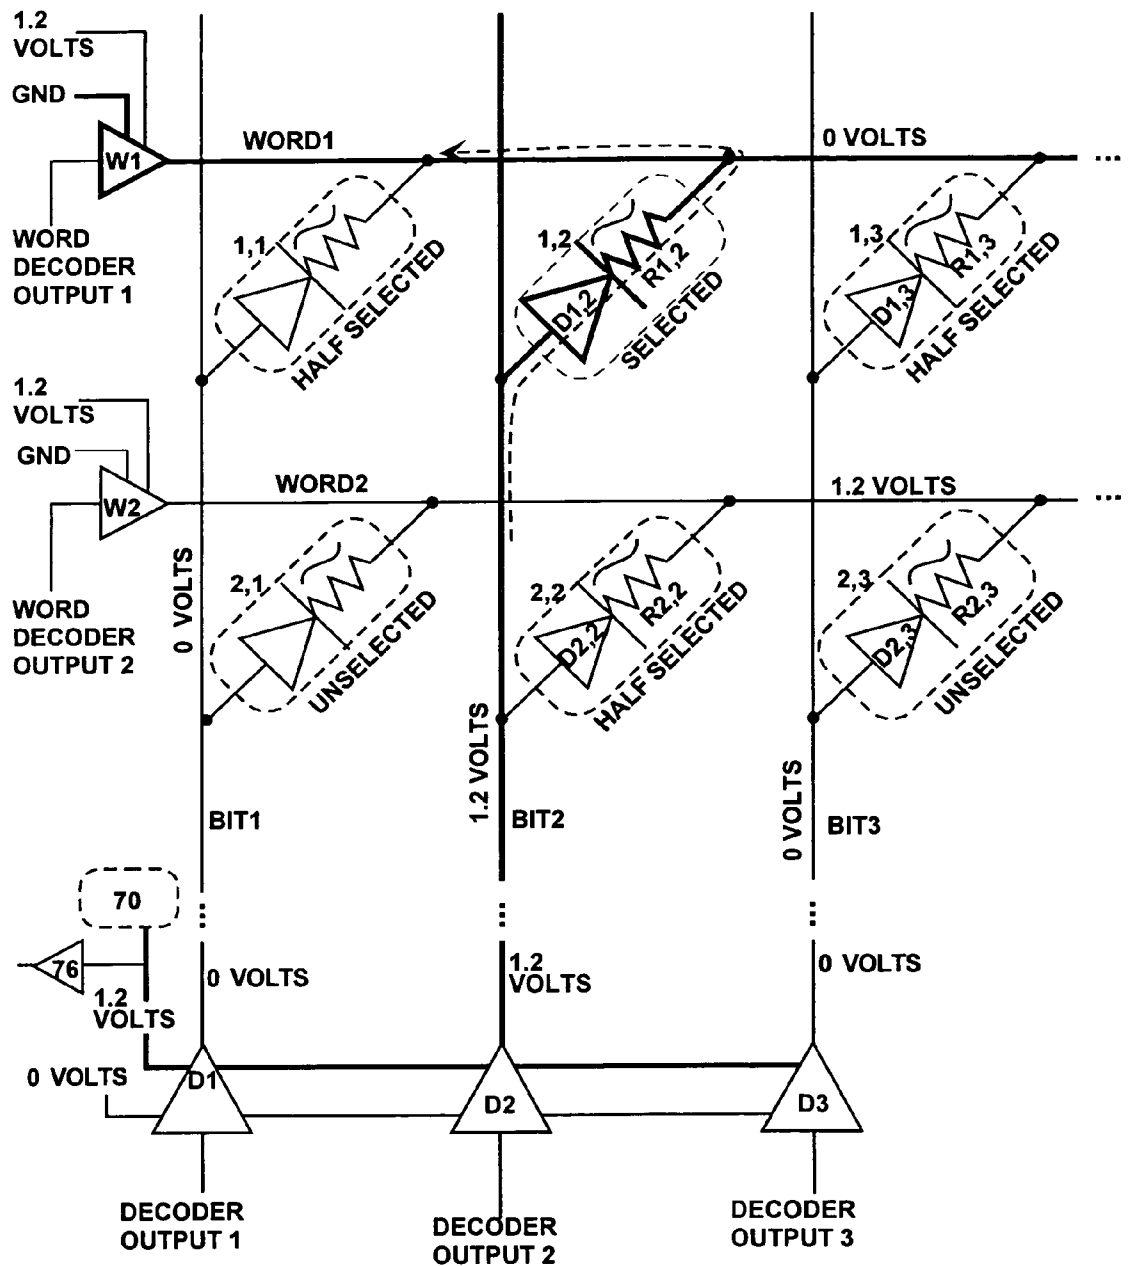 1.2
VOLTS
GND
W1
WORD1
0 VOLTS
...
WORD
DECODER
OUTPUT 1
1,1
HALF SELECTED
1,2
D1,2
R1,2
SELECTED
1,3
D1,3
R1,3
HALF SELECTED
1.2
VOLTS
GND
W2
WORD2
1.2 VOLTS
...
WORD
DECODER
OUTPUT 2
0 VOLTS
2,1
UNSELECTED
2,2
D2,2
R2,2
HALF SELECTED
2,3
D2,3
R2,3
UNSELECTED
1.2 VOLTS
0 VOLTS
BIT1
BIT2
BIT3
70
...
...
...
76
1.2
VOLTS
0 VOLTS
1.2
VOLTS
0 VOLTS
0 VOLTS
D1
D2
D3
DECODER
OUTPUT 1
DECODER
OUTPUT 2
DECODER
OUTPUT 3